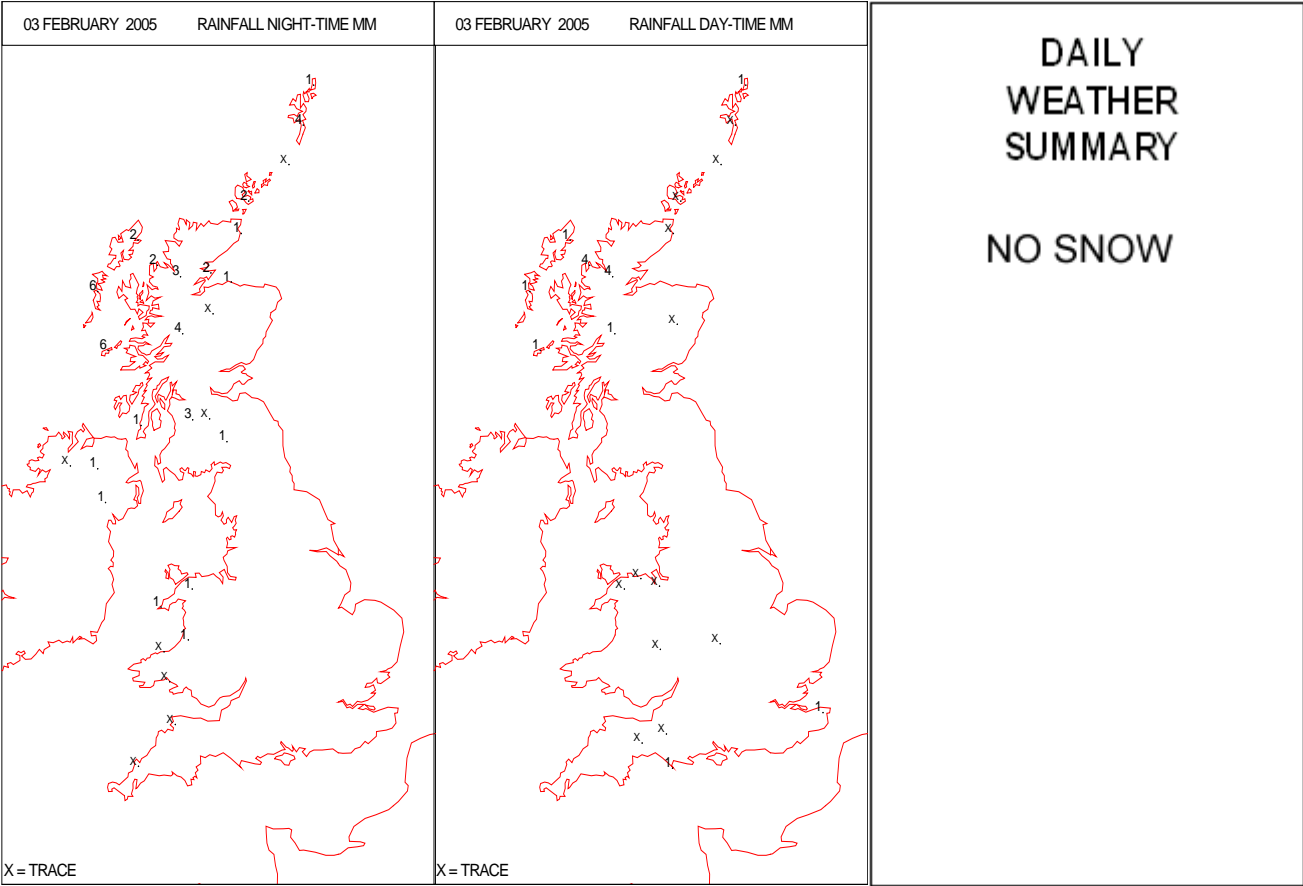 03 FEBRUARY 2005 RAINFALL NIGHT-TIME MM
1
4
X
2
1
2
2
3
2
1
6
X
4
6
1
3
X
1
X
1
1
1
1
1
X
X
X
X
X = TRACE
03 FEBRUARY 2005 RAINFALL DAY-TIME MM
1
X
X
X
X
1
4
4
1
X
1
1
X
X
X
X
X
1
X
X
1
X = TRACE
DAILY
WEATHER
SUMMARY
NO SNOW